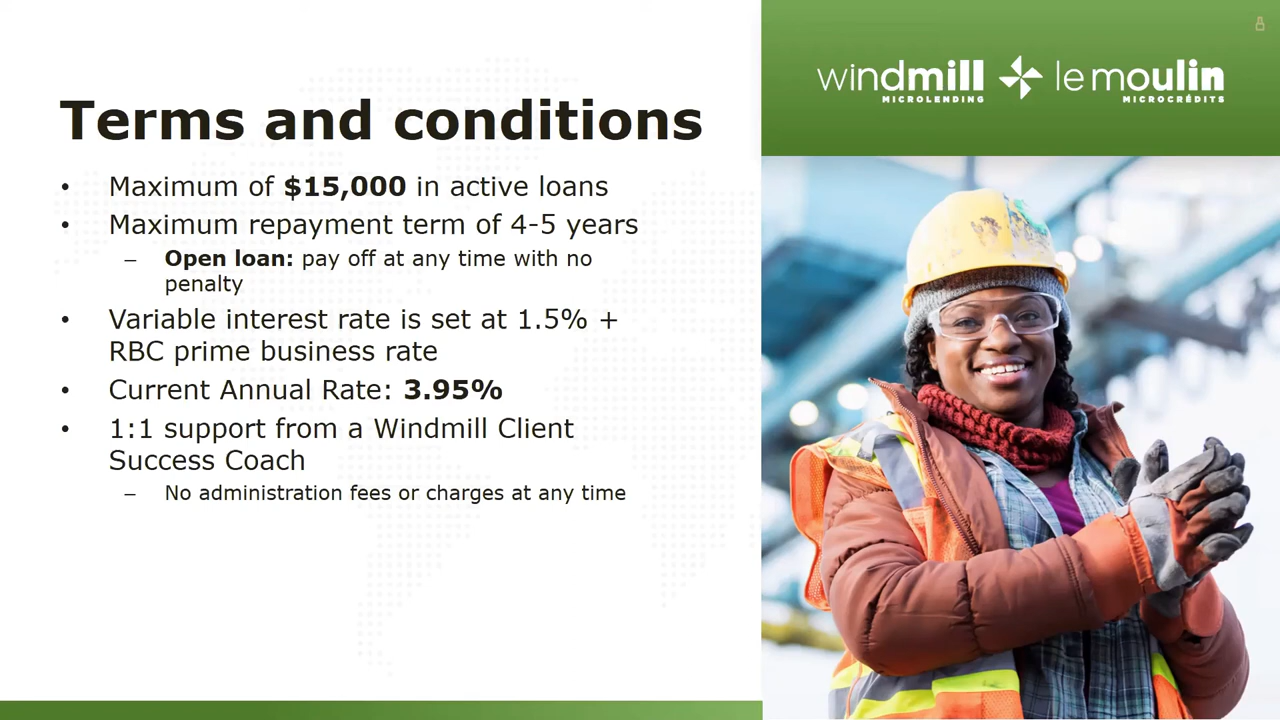 windmill le moulin
MICROLENDING MICROCRÉDITS
Terms and conditions
• Maximum of $15,000 in active loans
• Maximum repayment term of 4-5 years
– Open loan: pay off at any time with no
penalty
• Variable interest rate is set at 1.5% +
RBC prime business rate
• Current Annual Rate: 3.95%
• 1:1 support from a Windmill Client
Success Coach
– No administration fees or charges at any time